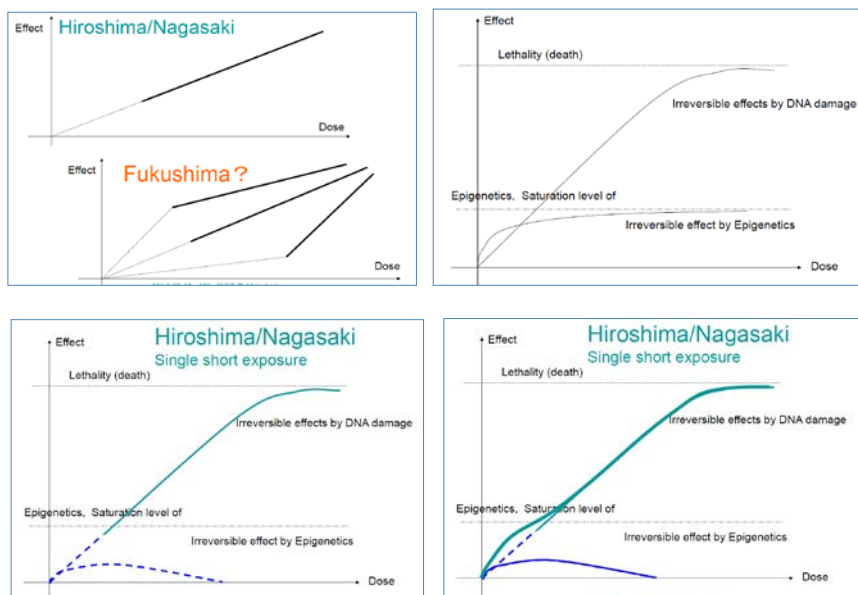 Effect
Hiroshima/Nagasaki
Dose
Effect
Fukushima？
Dose
Effect
Lethality (death)
Irreversible effects by DNA damage
Epigenetics, Saturation level of
Irreversible effect by Epigenetics
Dose
Hiroshima/Nagasaki
Effect
Single short exposure
Lethality (death)
Irreversible effects by DNA damage
Epigenetics, Saturation level of
Irreversible effect by Epigenetics
Dose
Hiroshima/Nagasaki
Effect
Single short exposure
Lethality (death)
Irreversible effects by DNA damage
Epigenetics, Saturation level of
Irreversible effect by Epigenetics
Dose